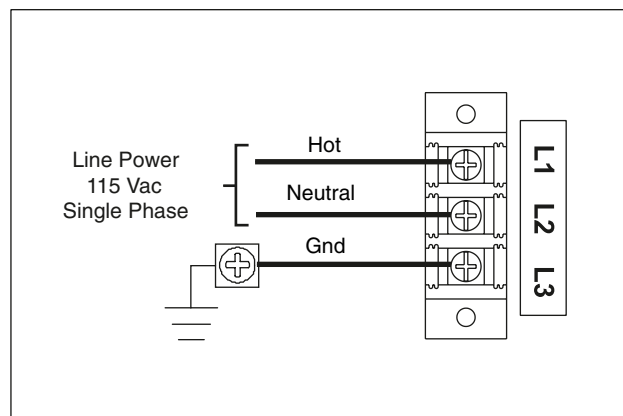 Hot
Line Power
115 Vac
Single Phase
Neutral
Gnd
L1
L2
L3